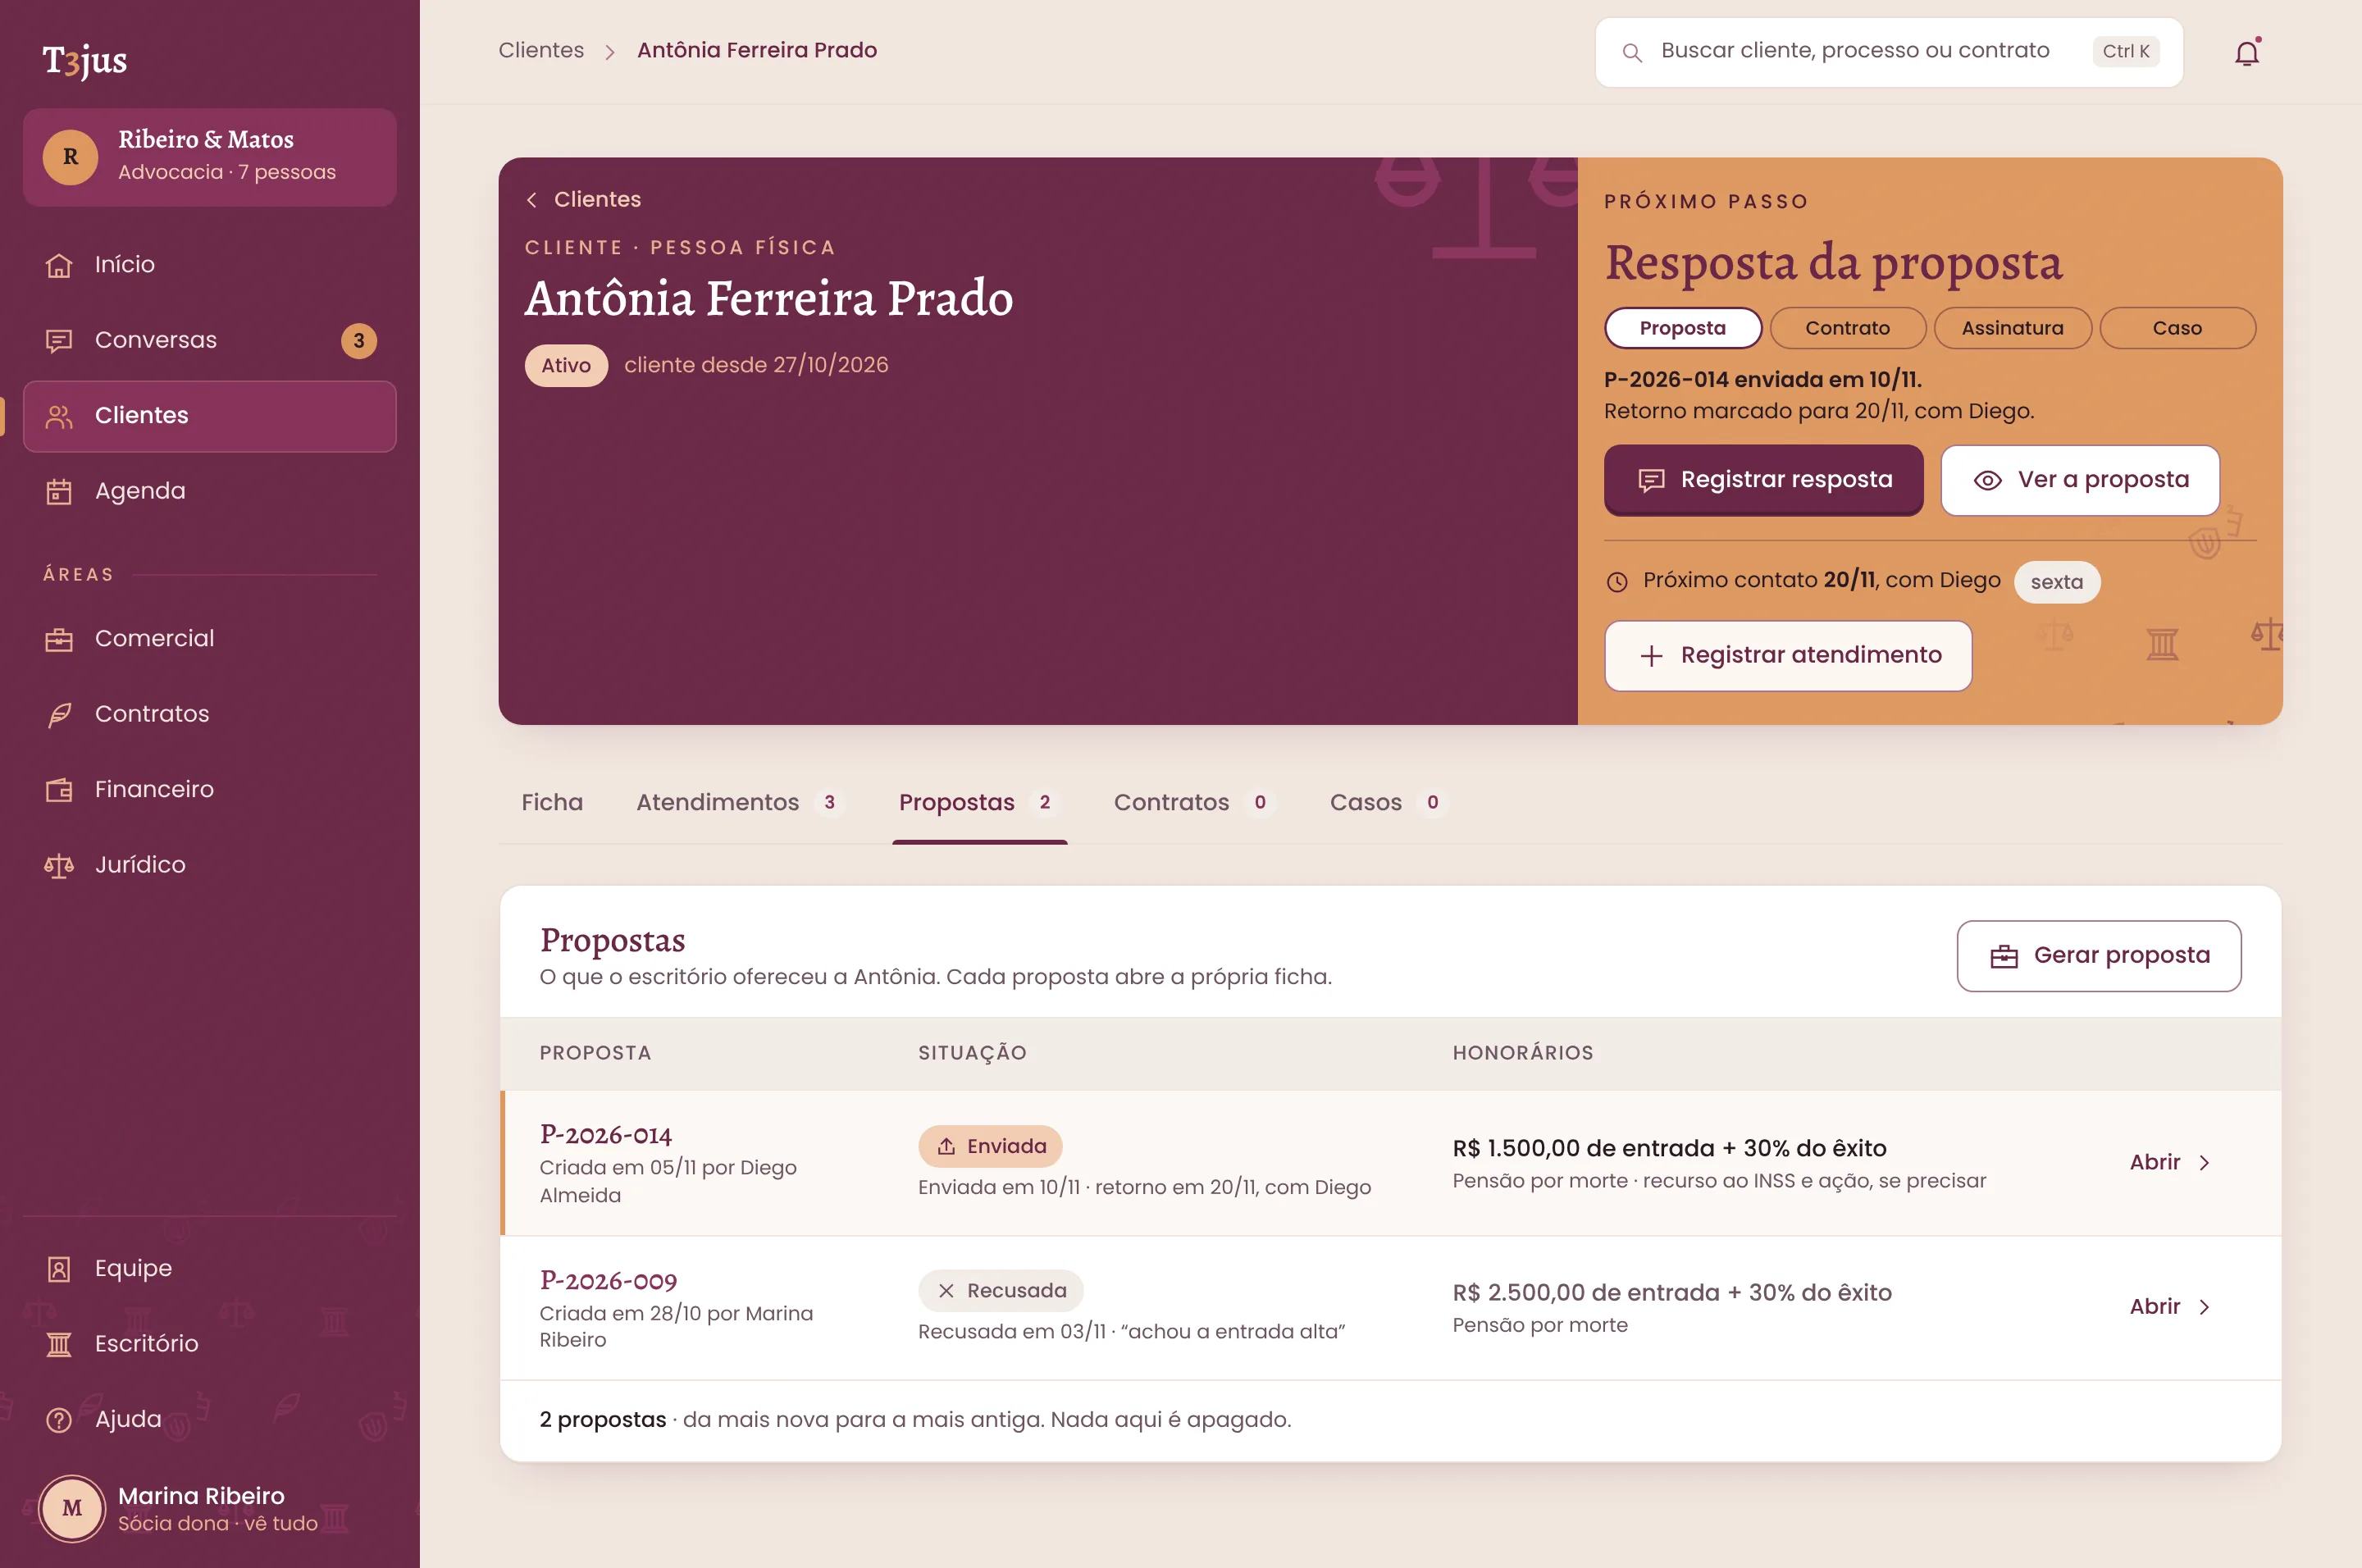 T3jus
R
Ribeiro & Matos
Advocacia · 7 pessoas
Início
Conversas
3
Clientes
Agenda
ÁREAS
Comercial
Contratos
Financeiro
Jurídico
Equipe
Escritório
Ajuda
M
Marina Ribeiro
Sócia dona · vê tudo
Clientes
Antônia Ferreira Prado
Buscar cliente, processo ou contrato
Ctrl K
Clientes
CLIENTE · PESSOA FÍSICA
Antônia Ferreira Prado
Ativo
cliente desde 27/10/2026
PRÓXIMO PASSO
Resposta da proposta
Proposta
Contrato
Assinatura
Caso
P-2026-014 enviada em 10/11.
Retorno marcado para 20/11, com Diego.
Registrar resposta
Ver a proposta
Próximo contato 20/11, com Diego
sexta
Registrar atendimento
Ficha
Atendimentos 3
Propostas 2
Contratos 0
Casos 0
Propostas
O que o escritório ofereceu a Antônia. Cada proposta abre a própria ficha.
Gerar proposta
PROPOSTA
SITUAÇÃO
HONORÁRIOS
P-2026-014
Criada em 05/11 por Diego
Almeida
Enviada
Enviada em 10/11 · retorno em 20/11, com Diego
R$ 1.500,00 de entrada + 30% do êxito
Pensão por morte · recurso ao INSS e ação, se precisar
Abrir
P-2026-009
Criada em 28/10 por Marina
Ribeiro
Recusada
Recusada em 03/11 · “achou a entrada alta”
R$ 2.500,00 de entrada + 30% do êxito
Pensão por morte
Abrir
2 propostas · da mais nova para a mais antiga. Nada aqui é apagado.